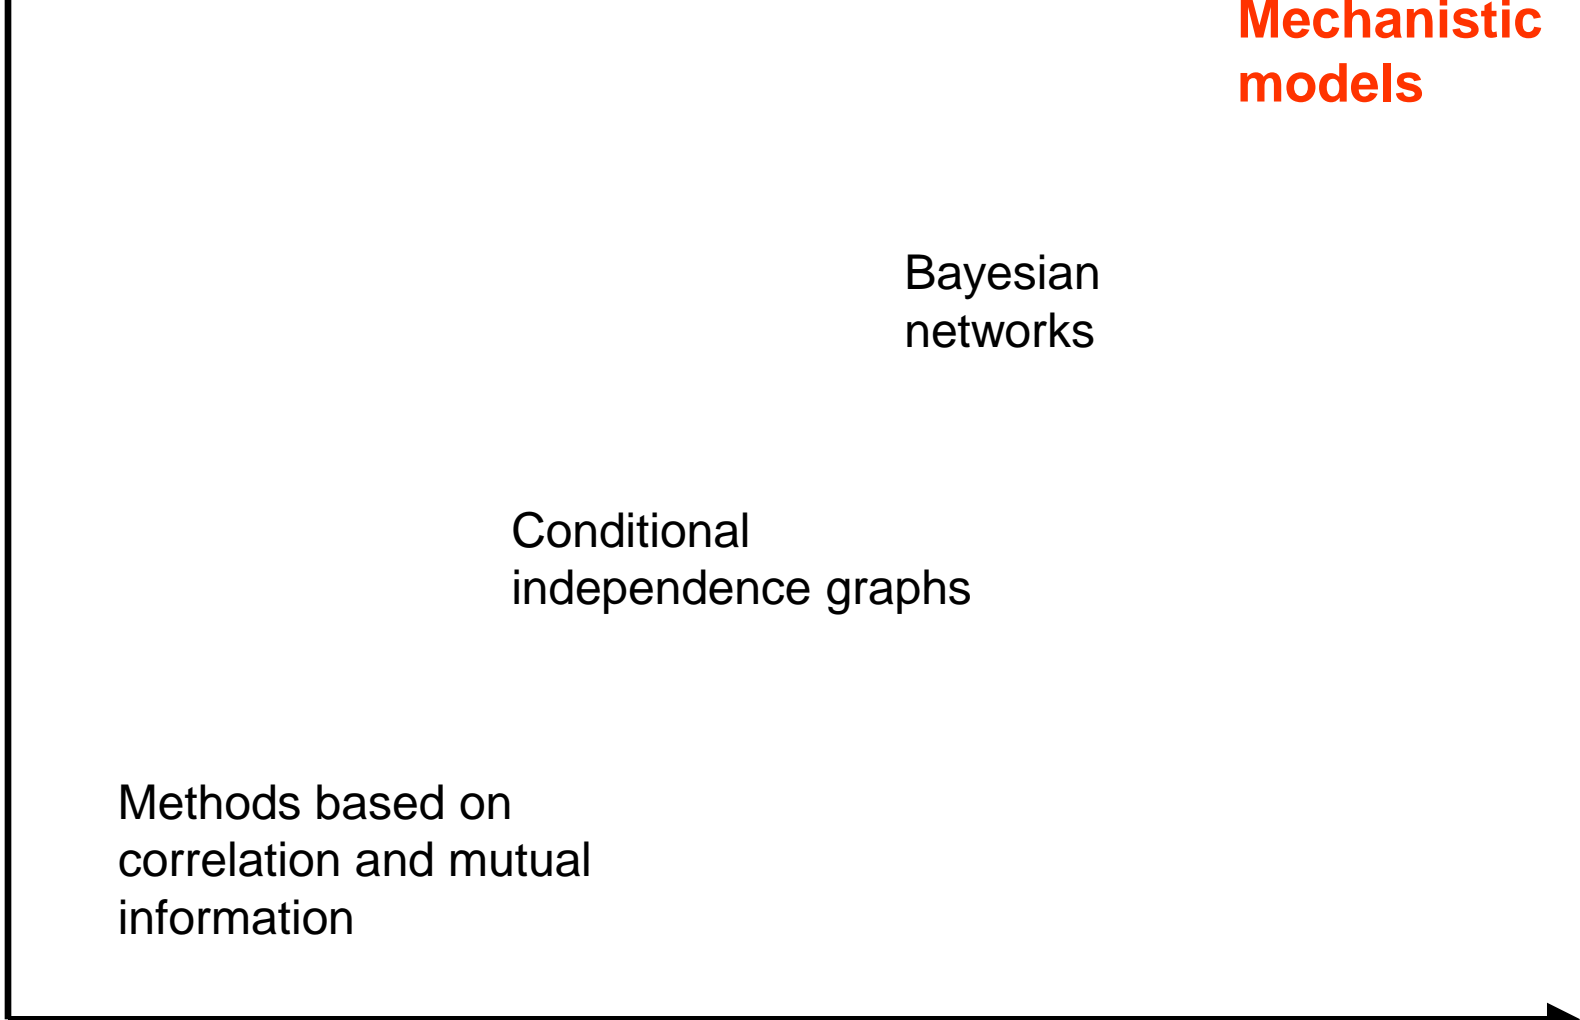 Mechanistic
models
Bayesian
networks
Conditional
independence graphs
Methods based on
correlation and mutual
information